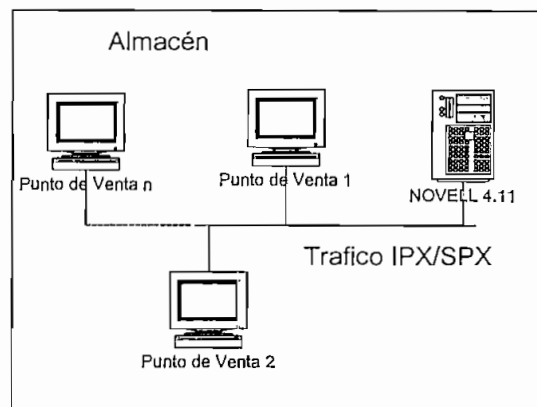 Almacén
Punto de Venta n
Punto de Venta 1
NOVELL 4.11
Trafico IPX/SPX
Punto de Venta 2